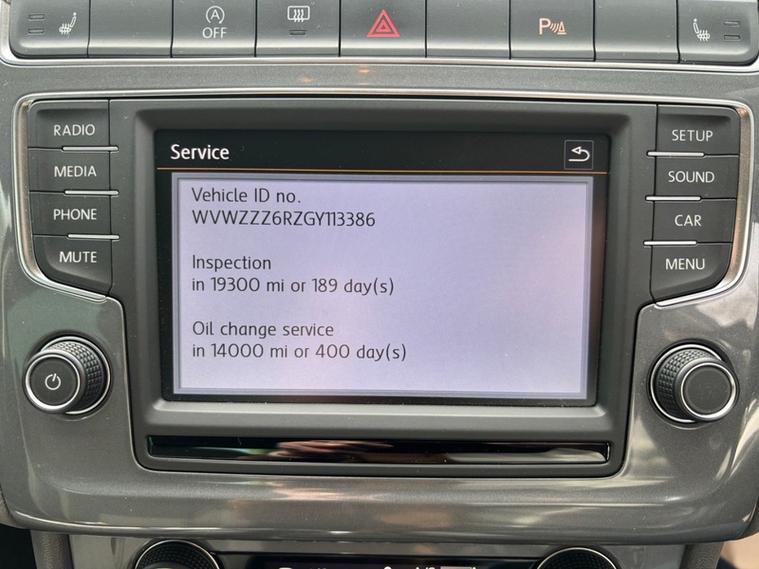 A
OFF
P
RADIO
MEDIA
PHONE
MUTE
Service
Vehicle ID no.
WVWZZZ6RZGY113386
Inspection
in 19300 mi or 189 day(s)
Oil change service
in 14000 mi or 400 day(s)
SETUP
SOUND
CAR
MENU